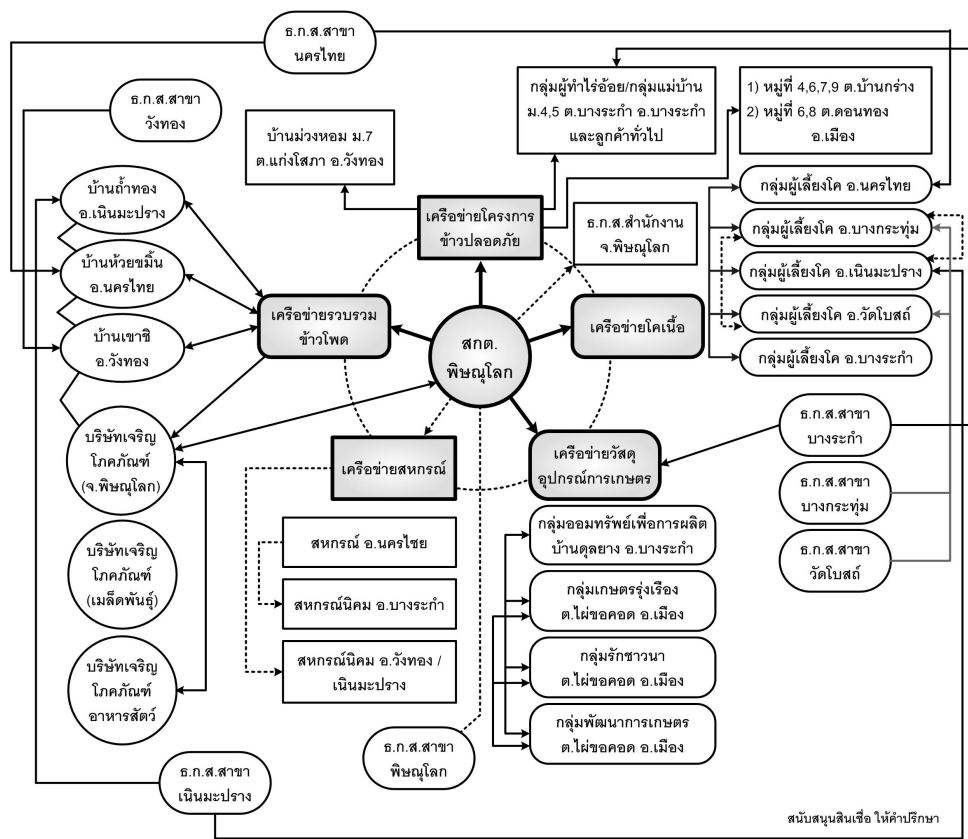 ธ.ก.ส.สาขา
นครไทย
ธ.ก.ส.สาขา
วังทอง
บ้านม่วงหอม ม.7
ต.แก่งโสภา อ.วังทอง
กลุ่มผู้ทำไร่อ้อย/กลุ่มแม่บ้าน
ม.4,5 ต.บางระกำ อ.บางระกำ
และลูกค้าทั่วไป
1) หมู่ที่ 4,6,7,9 ต.บ้านกร่าง
2) หมู่ที่ 6,8 ต.ดอนทอง
อ.เมือง
บ้านถ้ำทอง
อ.เนินมะปราง
บ้านห้วยขมิ้น
อ.นครไทย
บ้านเขาชิ
อ.วังทอง
เครือข่ายโครงการ
ข้าวปลอดภัย
ธ.ก.ส.สำนักงาน
จ.พิษณุโลก
กลุ่มผู้เลี้ยงโค อ.นครไทย
กลุ่มผู้เลี้ยงโค อ.บางกระทุ่ม
กลุ่มผู้เลี้ยงโค อ.เนินมะปราง
กลุ่มผู้เลี้ยงโค อ.วัดโบสถ์
กลุ่มผู้เลี้ยงโค อ.บางระกำ
เครือข่ายรวบรวม
ข้าวโพด
สกต.
พิษณุโลก
เครือข่ายโคเนื้อ
บริษัทเจริญ
โภคภัณฑ์
(จ.พิษณุโลก)
เครือข่ายสหกรณ์
เครือข่ายวัสดุ
อุปกรณ์การเกษตร
ธ.ก.ส.สาขา
บางระกำ
ธ.ก.ส.สาขา
บางกระทุ่ม
ธ.ก.ส.สาขา
วัดโบสถ์
บริษัทเจริญ
โภคภัณฑ์
(เมล็ดพันธุ์)
บริษัทเจริญ
โภคภัณฑ์
อาหารสัตว์
สหกรณ์ อ.นครไชย
สหกรณ์นิคม อ.บางระกำ
สหกรณ์นิคม อ.วังทอง /
เนินมะปราง
กลุ่มออมทรัพย์เพื่อการผลิต
บ้านดุลยาง อ.บางระกำ
กลุ่มเกษตรรุ่งเรือง
ต.ไผ่ขอคอด อ.เมือง
กลุ่มรักชาวนา
ต.ไผ่ขอคอด อ.เมือง
กลุ่มพัฒนาการเกษตร
ต.ไผ่ขอคอด อ.เมือง
ธ.ก.ส.สาขา
พิษณุโลก
ธ.ก.ส.สาขา
เนินมะปราง
สนับสนุนสินเชื่อ ให้คำปรึกษา